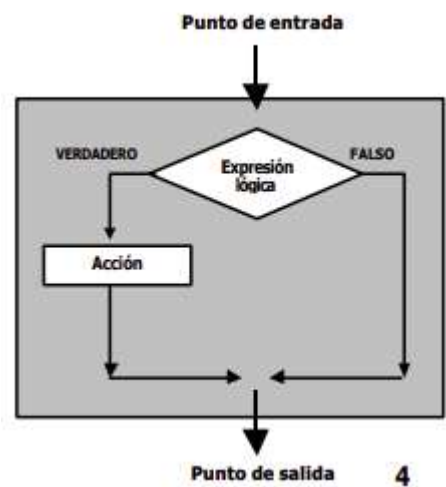 Punto de entrada
VERDADERO
Expresión
lógica
FALSO
Acción
Punto de salida
4